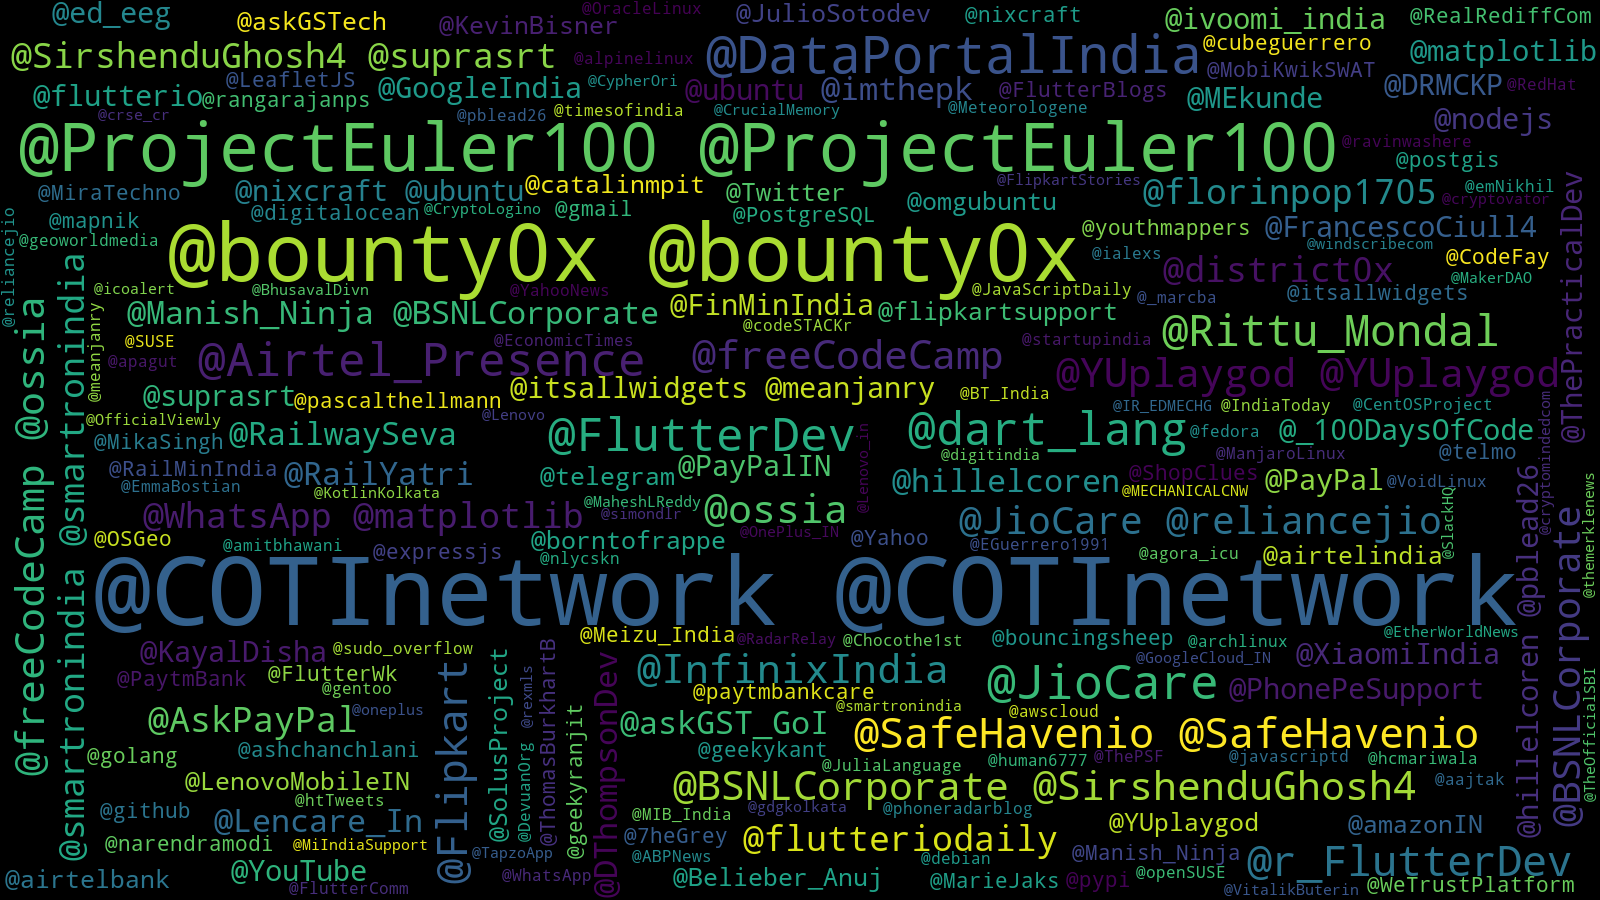 @ed_eeg
@askGSTech
@KevinBisner
@OracleLinux
@JulioSotodev
@nixcraft
@ivoomi_india
@RealRediffCom
@SirshenduGhosh4 @suprasrt
@alpinelinux
@DataPortalIndia
@cubeguerrero
@matplotlib
@LeafletJS
@GoogleIndia
@CypherOri
@MobiKwikSWAT
@flutterio
@rangarajanps
@ubuntu
@imthepk
@FlutterBlogs
@MEkunde
@DRMCKP
@RedHat
@crse_cr
@pblead26
@timesofindia
@CrucialMemory
@Meteorologene
@nodejs
@ProjectEuler100 @ProjectEuler100
@ravinwashere
@postgis
@MiraTechno
@nixcraft @ubuntu
@catalinmpit
@Twitter
@FlipkartStories
@florinpop1705
@emNikhil
@cryptovator
@mapnik
@digitalocean
@CryptoLogino
@gmail
@PostgreSQL
@omgubuntu
@reliancejio
@geoworldmedia
@bounty0x @bounty0x
@youthmappers
@FrancescoCiull4
@ialexs
@windscribecom
@CodeFay
@district0x
@MakerDAO
@ThePracticalDev
@icoalert
@BhusavalDivn
@YahooNews
@FinMinIndia
@JavaScriptDaily
@_marcba
@itsallwidgets
@meanjanry
@Manish_Ninja @BSNLCorporate
@codeSTACKr
@flipkartsupport
@SUSE
@apagut
@EconomicTimes
@Airtel_Presence
@freeCodeCamp
@startupindia
@Rittu_Mondal
@YUplaygod @YUplaygod
@suprasrt
@pascalthellmann
@itsallwidgets @meanjanry
@BT_India
@OfficialViewly
@Lenovo
@IR_EDMECHG
@IndiaToday
@CentOSProject
@MikaSingh
@RailwaySeva
@FlutterDev
@Lenovo_in
@dart_lang
@fedora
@_100DaysOfCode
@digitindia
@ManjaroLinux
@telmo
@cryptomindedcom
@RailMinIndia
@RailYatri
@telegram
@PayPalIN
@hillelcoren
@ShopClues
@PayPal
@VoidLinux
@EmmaBostian
@KotlinKolkata
@MaheshLReddy
@MECHANICALCNW
@SlackHQ
@themerklenews
@WhatsApp @matplotlib
@simondlr
@ossia
@OnePlus_IN
@JioCare @reliancejio
@OSGeo
@amitbhawani
@expressjs
@borntofrappe
@nlycskn
@Yahoo
@EGuerrero1991
@agora_icu
@airtelindia
@freeCodeCamp @ossia
@smartronindia @smartronindia
@COTInetwork @COTInetwork
@hillelcoren @pblead26
@BSNLCorporate
@KayalDisha
@sudo_overflow
@Meizu_India
@RadarRelay
@Chocothe1st
@bouncingsheep
@archlinux
@EtherWorldNews
@PaytmBank
@FlutterWk
@gentoo
@InfinixIndia
@GoogleCloud_IN
@XiaomiIndia
@Flipkart
@SolusProject
@rexmls
@DThompsonDev
@paytmbankcare
@smartronindia
@JioCare
@PhonePeSupport
@TheOfficialSBI
@AskPayPal
@oneplus
@geekyranjit
@askGST_GoI
@awscloud
@SafeHavenio @SafeHavenio
@golang
@ashchanchlani
@DevuanOrg
@ThomasBurkhartB
@geekykant
@JuliaLanguage
@human6777
@ThePSF
@javascriptd
@hcmariwala
@LenovoMobileIN
@BSNLCorporate @SirshenduGhosh4
@aajtak
@htTweets
@github
@Lencare_In
@MIB_India
@gdgkolkata
@phoneradarblog
@YUplaygod
@amazonIN
@narendramodi
@MiIndiaSupport
@7heGrey
@flutteriodaily
@TapzoApp
@ABPNews
@debian
@Manish_Ninja
@r_FlutterDev
@airtelbank
@YouTube
@FlutterComm
@WhatsApp
@Belieber_Anuj
@MarieJaks
@pypi
@openSUSE
@VitalikButerin
@WeTrustPlatform